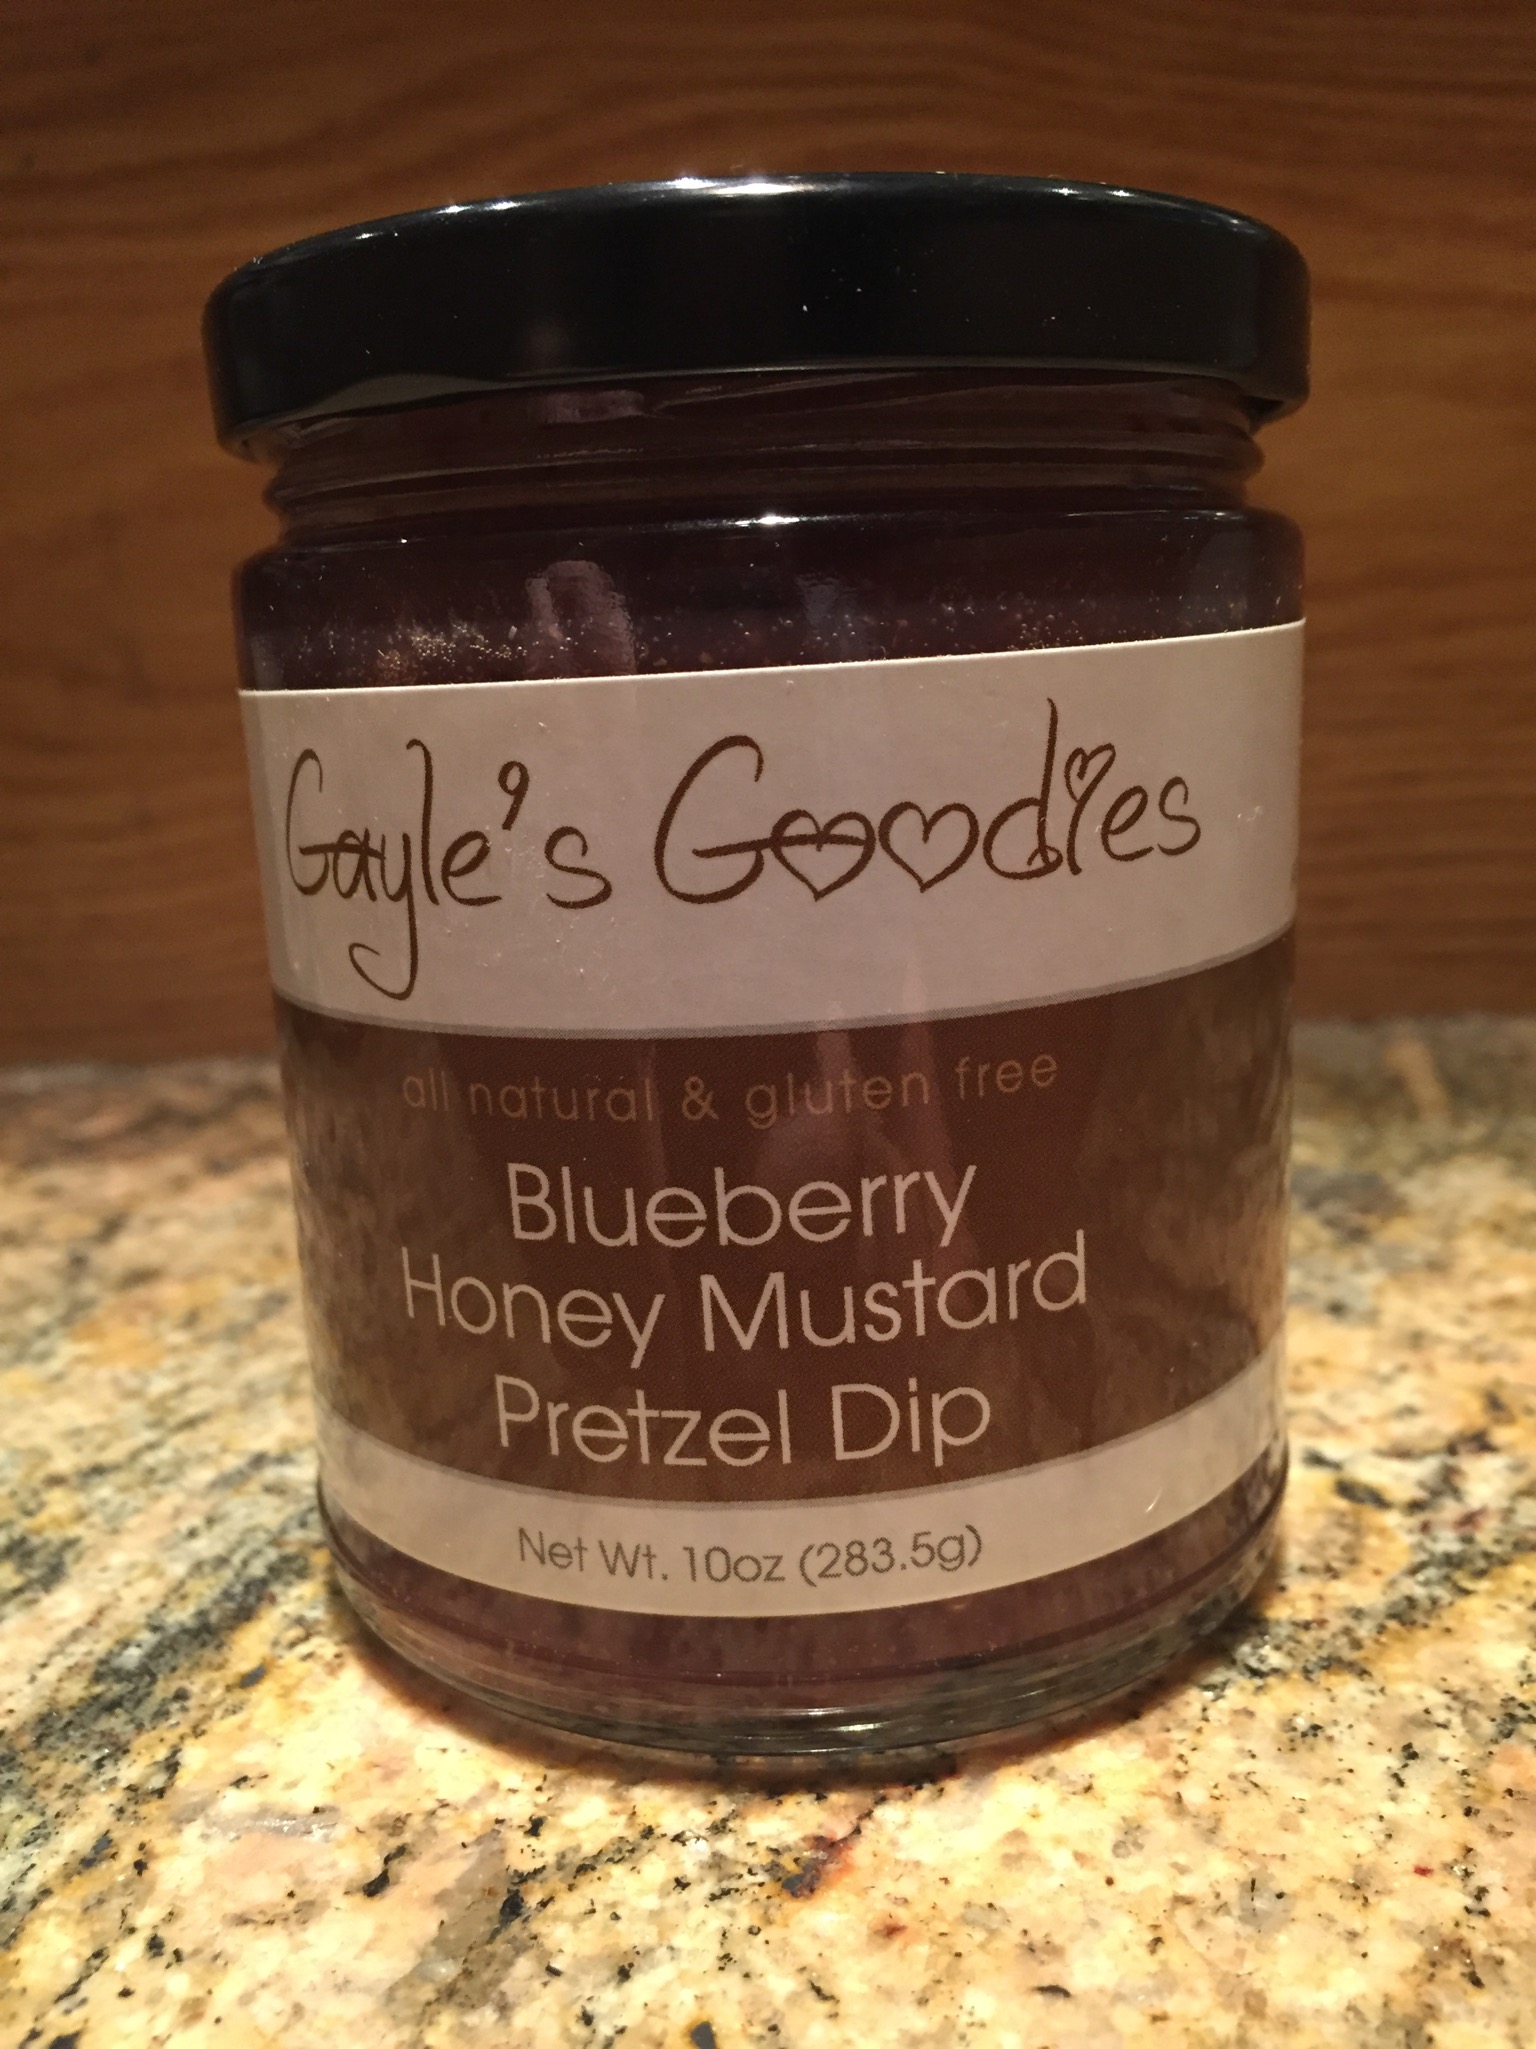 Gayle's Goodies
all natural & gluten free
Blueberry
Honey Mustard
Pretzel Dip
Net Wt. 10oz (283.5g)